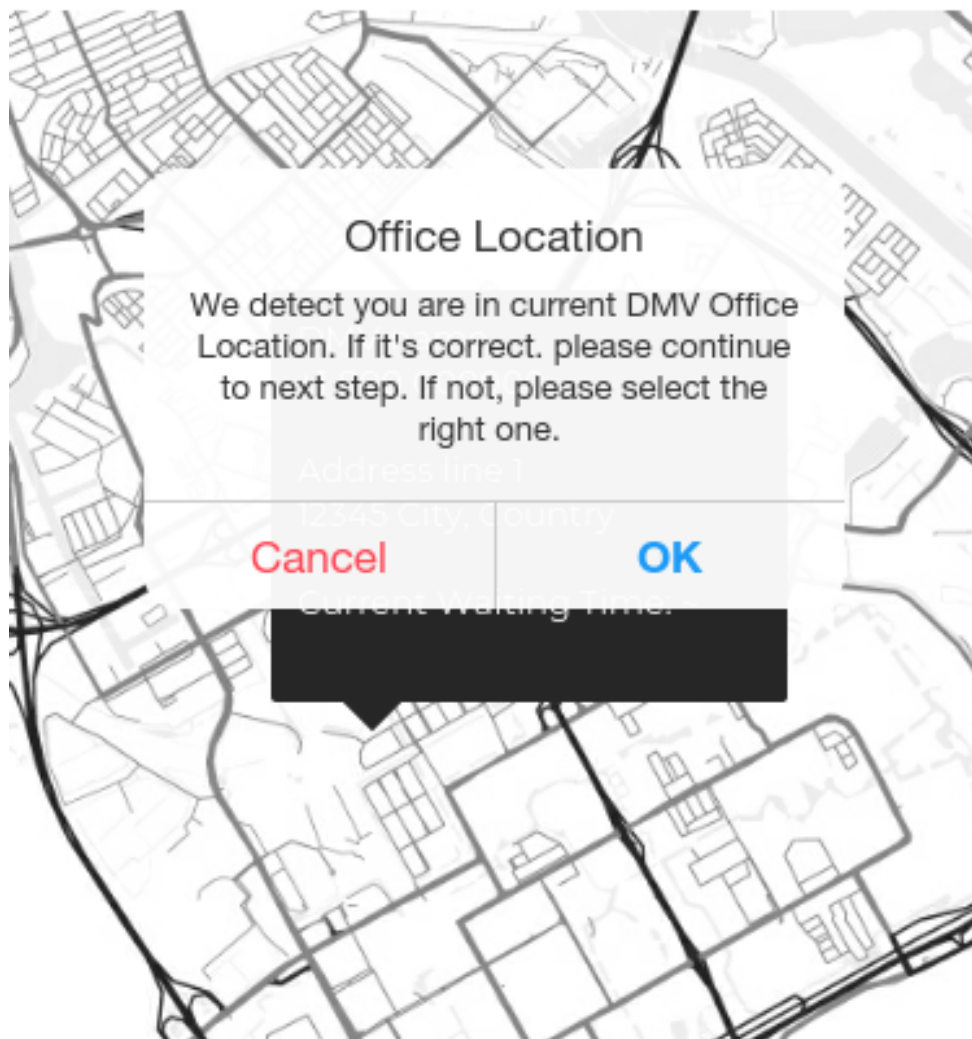 Office Location
We detect you are in current DMV Office
Location. If it's correct. please continue
to next step. If not, please select the
right one.
Address line 1
12345 City, Country
Cancel
OK
Current Waiting Time: